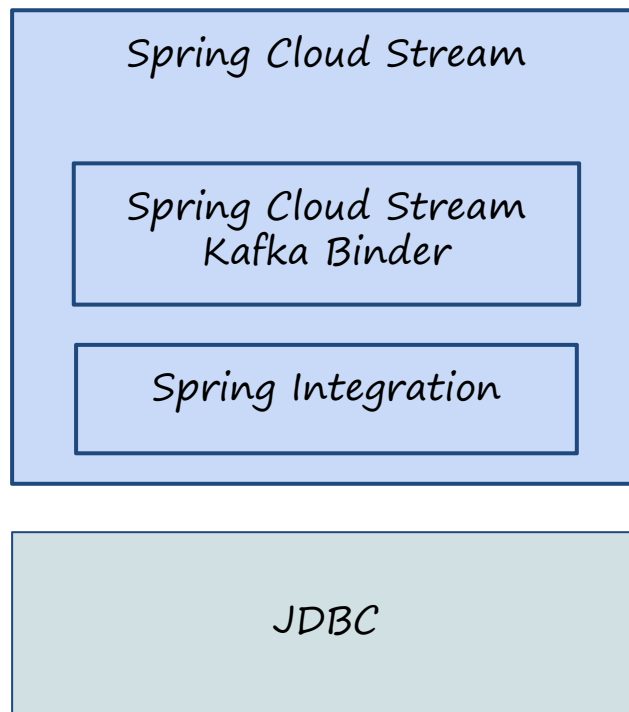 Spring Cloud Stream
Spring Cloud Stream
Kafka Binder
Spring Integration
JDBC